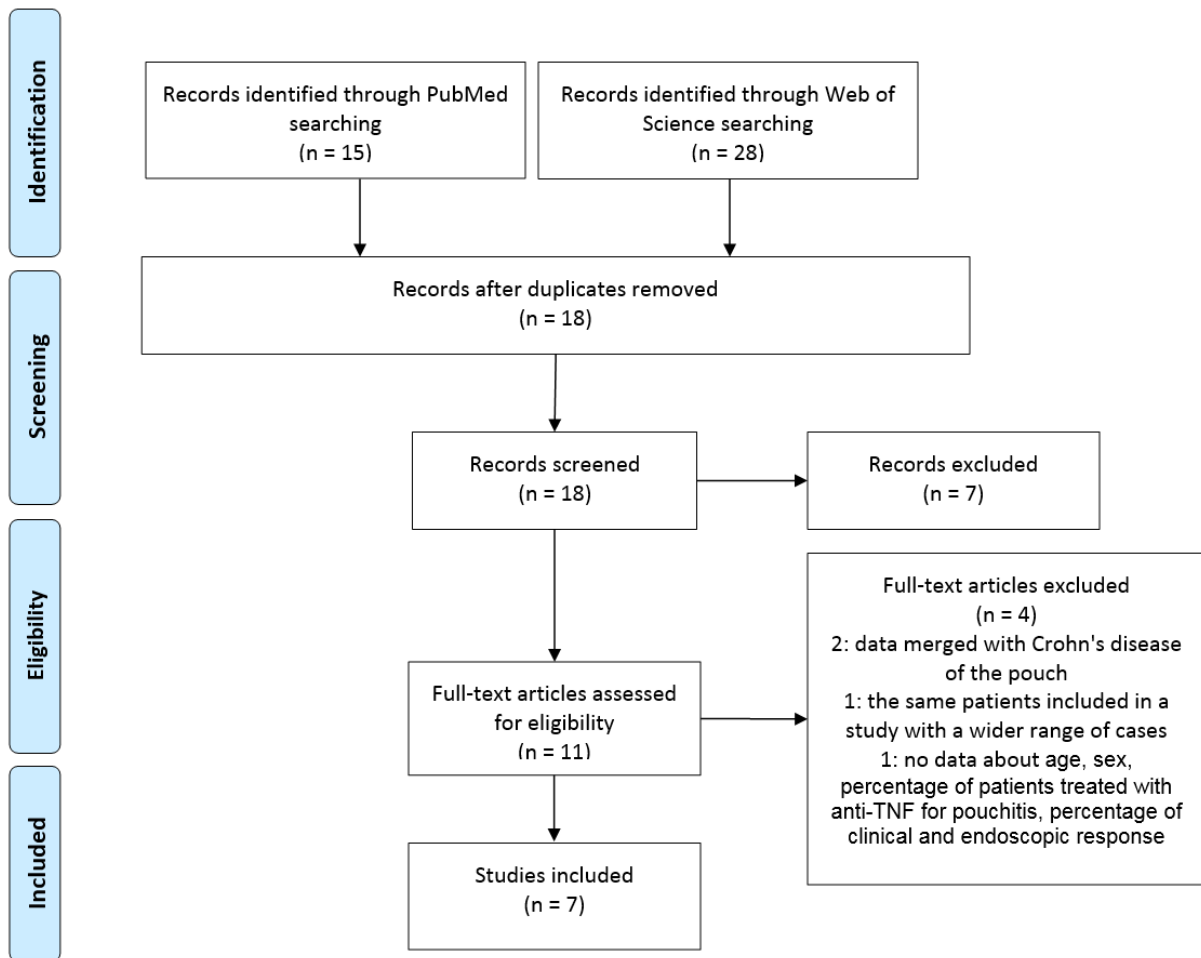 Identification
Records identified through PubMed
searching
(n = 15)
Records identified through Web of
Science searching
(n = 28)
Screening
Records after duplicates removed
(n = 18)
Records screened
(n = 18)
Records excluded
(n = 7)
Eligibility
Full-text articles assessed
for eligibility
(n = 11)
Full-text articles excluded
(n = 4)
2: data merged with Crohn's disease
of the pouch
1: the same patients included in a
study with a wider range of cases
1: no data about age, sex,
percentage of patients treated with
anti-TNF for pouchitis, percentage of
clinical and endoscopic response
Included
Studies included
(n = 7)